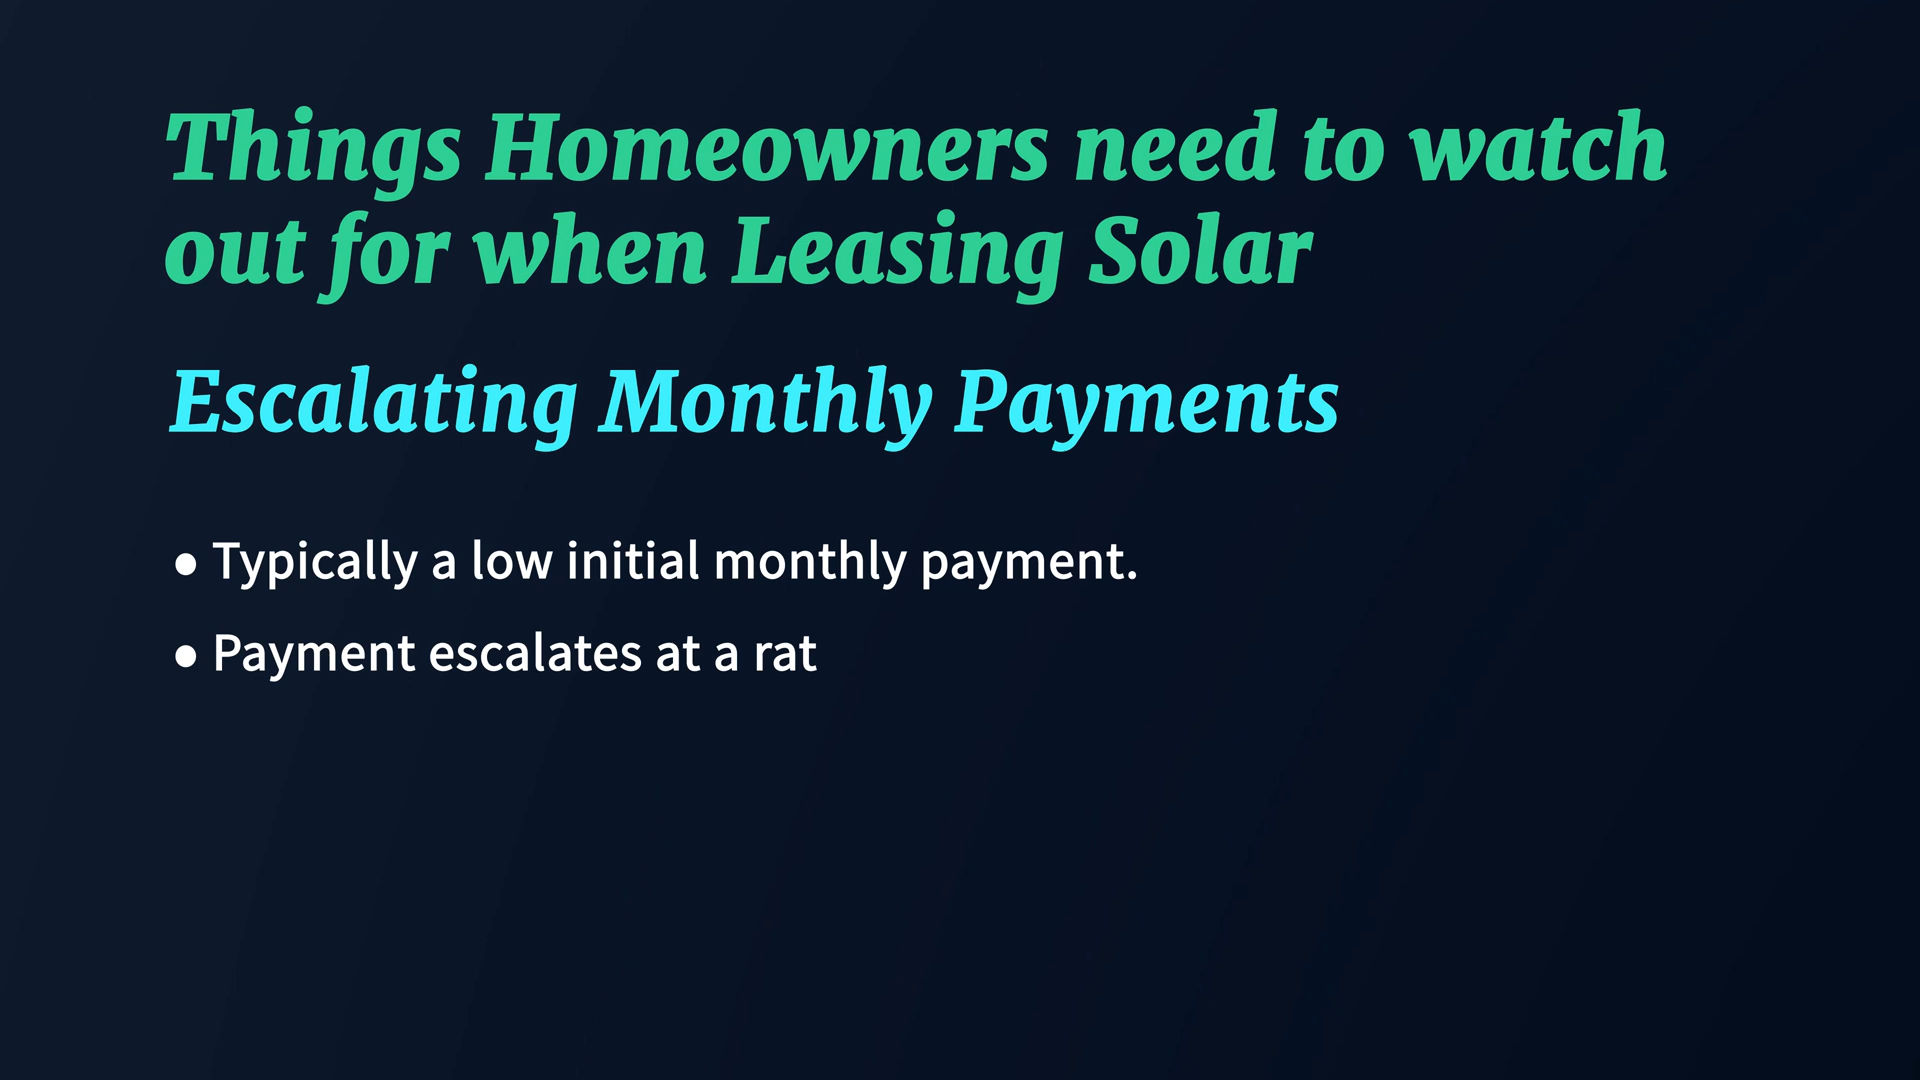 Things Homeowners need to watch
out for when Leasing Solar
Escalating Monthly Payments
• Typically a low initial monthly payment.
• Payment escalates at a rat